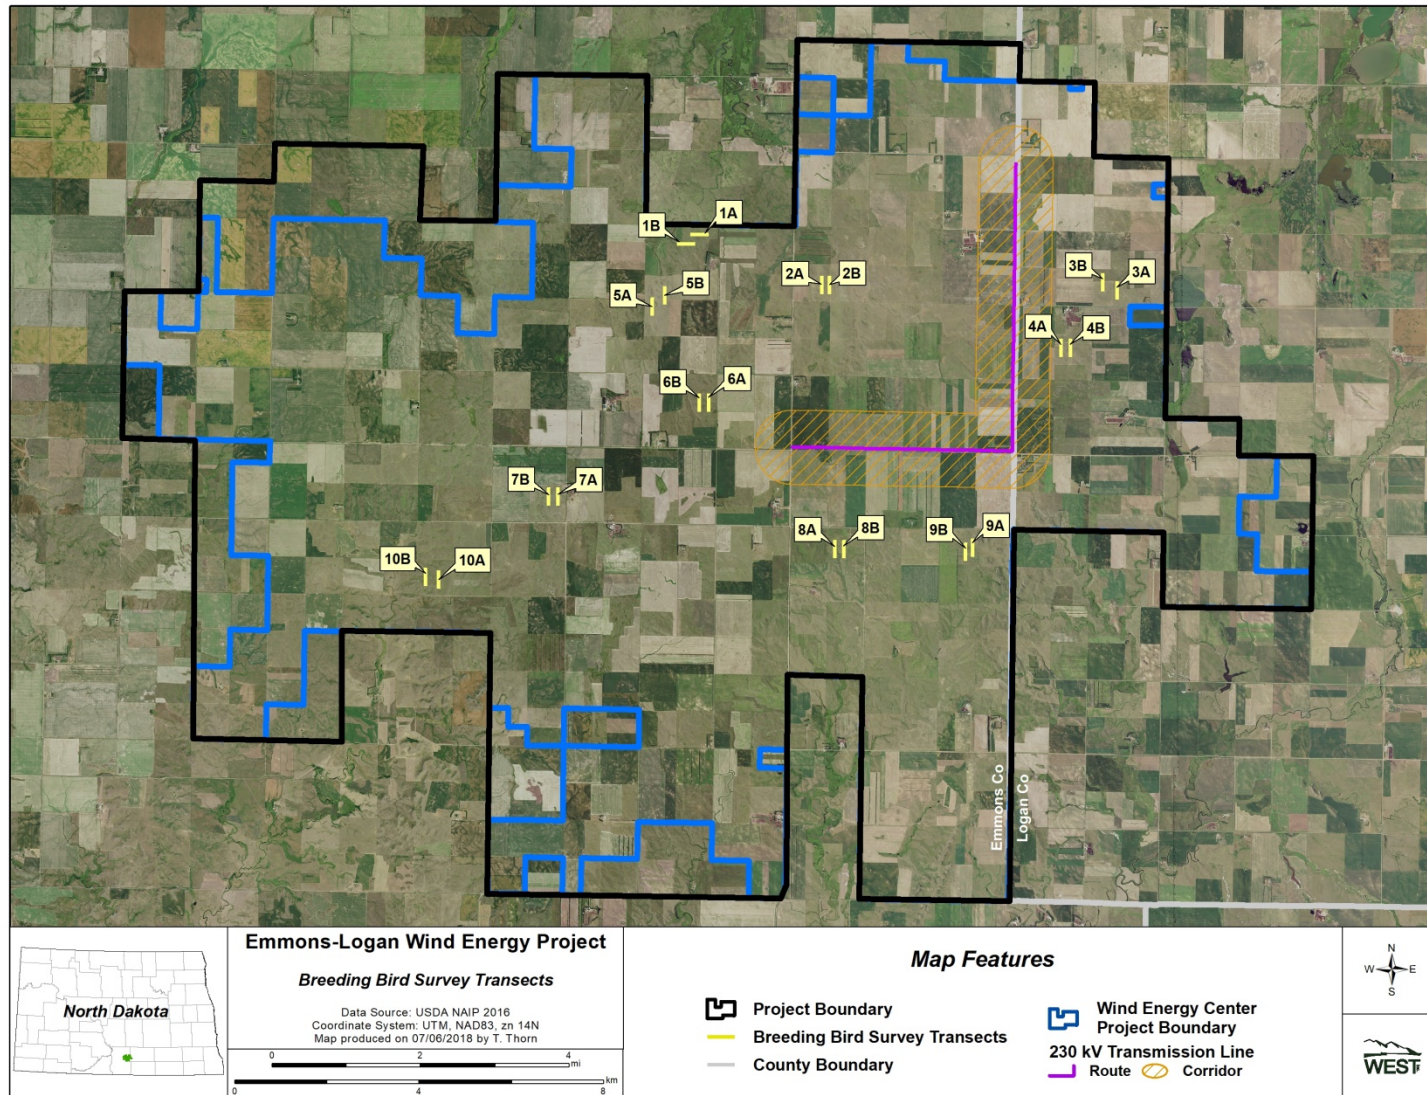 1A
1B
2A
2B
3B
3A
5B
5A
4A
4B
6B
6A
7B
7A
8A
8B
9B
9A
10B
10A
Emmons Co
Logan Co
Emmons-Logan Wind Energy Project
Breeding Bird Survey Transects
Data Source: USDA NAIP 2016
Coordinate System: UTM, NAD83, zn 14N
Map produced on 07/06/2018 by T. Thorn
0 2 4
mi
km
0 4 8
North Dakota
Map Features
Project Boundary
Breeding Bird Survey Transects
County Boundary
Wind Energy Center
Project Boundary
230 kV Transmission Line
Route
Corridor
N
W E
S
WEST